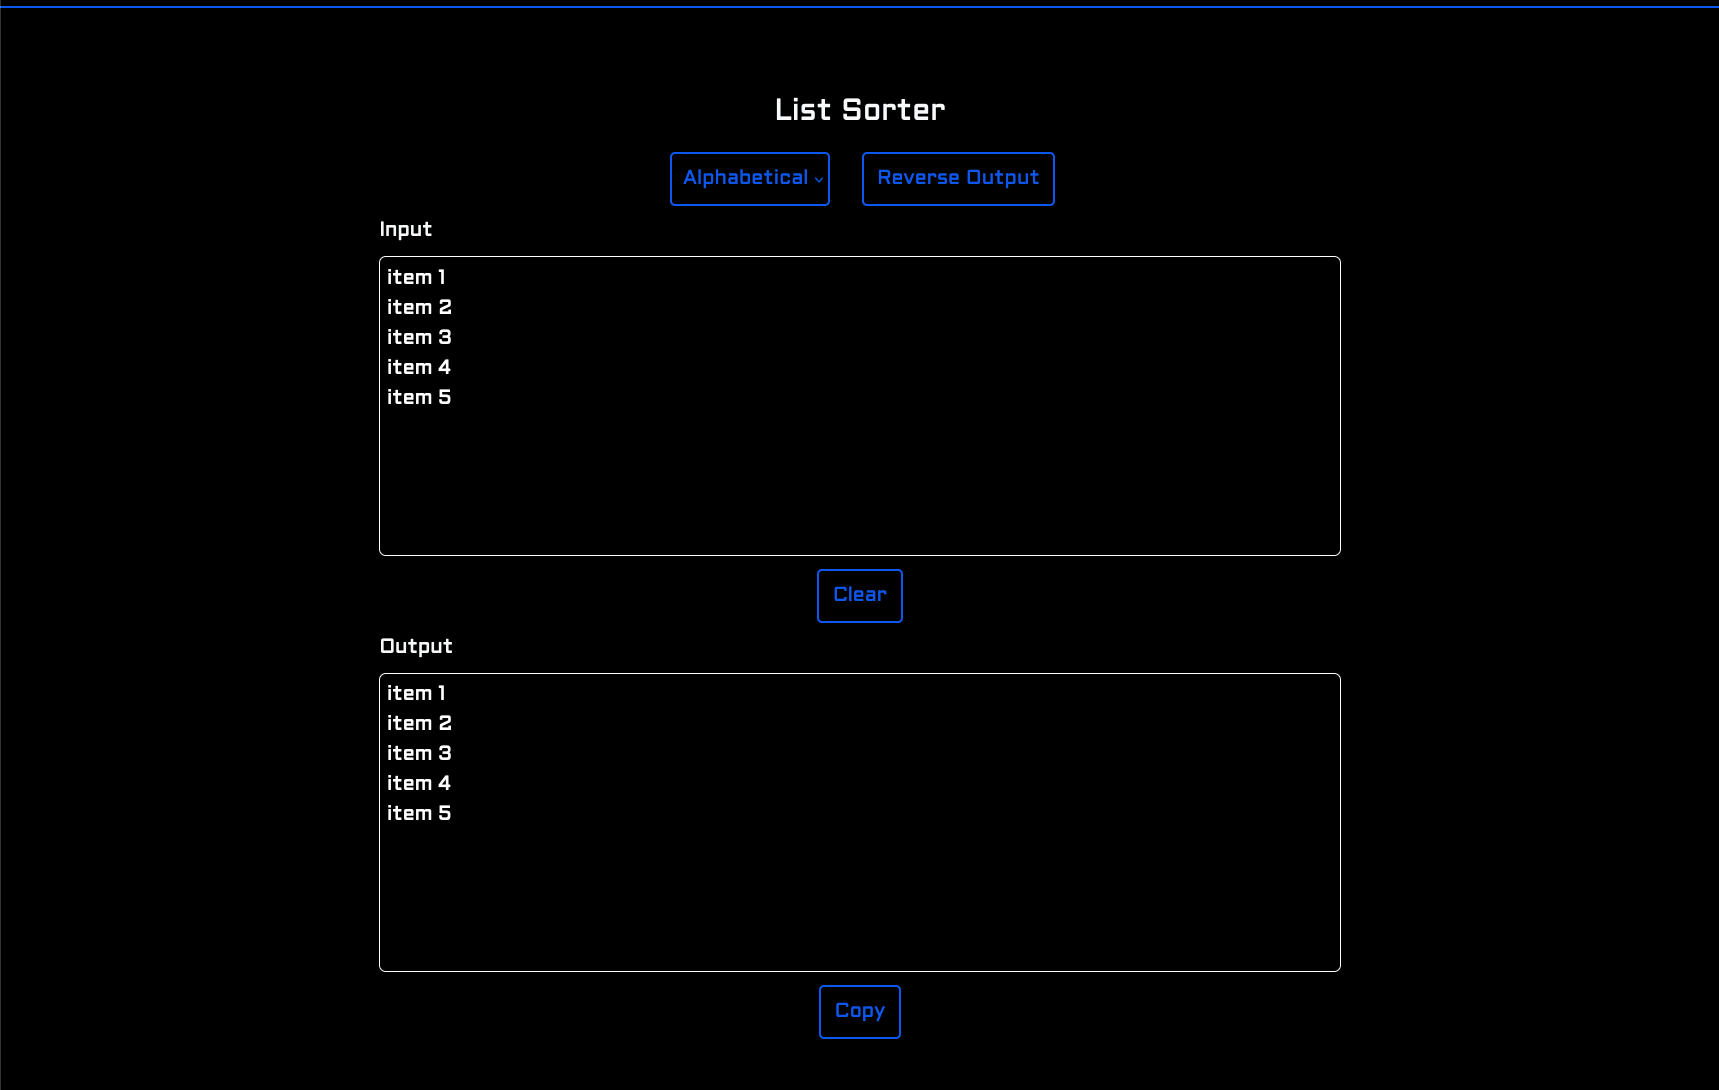 List Sorter
Alphabetical
Reverse Output
Input
item 1
item 2
item 3
item 4
item 5
Clear
Output
item 1
item 2
item 3
item 4
item 5
Copy